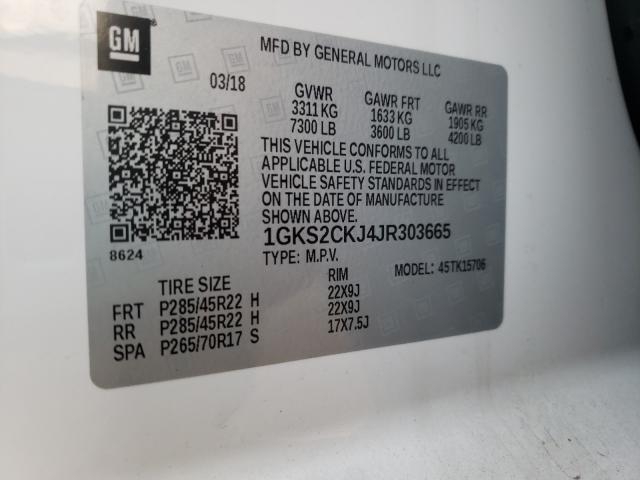 GM
MFD BY GENERAL MOTORS LLC
03/18
GVWR GAWR FRT GAWR RR
3311 KG 1633 KG 1905 KG
7300 LB 3600 LB 4200 LB
THIS VEHICLE CONFORMS TO ALL
APPLICABLE U.S. FEDERAL MOTOR
VEHICLE SAFETY STANDARDS IN EFFECT
ON THE DATE OF MANUFACTURE
SHOWN ABOVE
1GKS2CKJ4JR303665
8624
TYPE: M.P.V. MODEL: 45TK15706
TIRE SIZE RIM
FRT P285/45R22 H 22X9J
RR P285/45R22 H 22X9J
SPA P265/70R17 S 17X7.5J